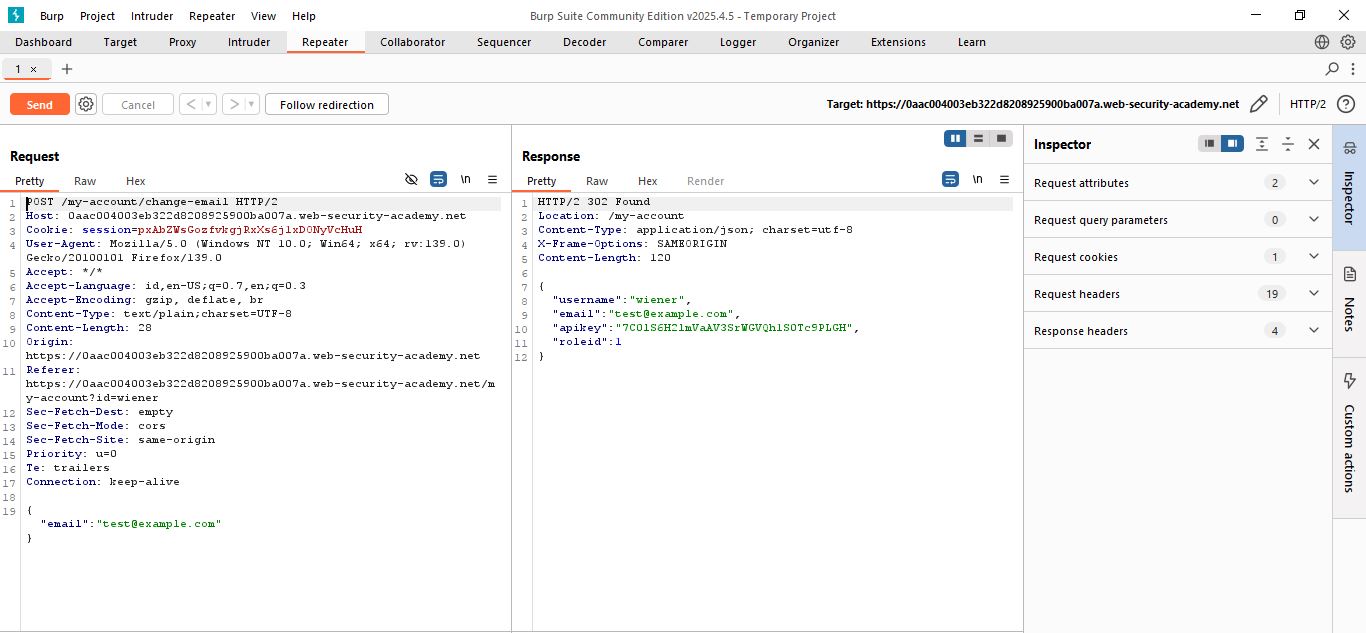 Burp Project Intruder Repeater View Help
Burp Suite Community Edition v2025.4.5 - Temporary Project
Dashboard Target Proxy Intruder Repeater Collaborator Sequencer Decoder Comparer Logger Organizer Extensions Learn
1 × +
Send Cancel < > Follow redirection
Target: https://0aac004003eb322d8208925900ba007a.web-security-academy.net HTTP/2 ?
Request
Pretty Raw Hex \n
1 POST /my-account/change-email HTTP/2
2 Host: 0aac004003eb322d8208925900ba007a.web-security-academy.net
3 Cookie: session=pxAbZWsGozfvkgjRxXs6jlxD0NyVcHuH
4 User-Agent: Mozilla/5.0 (Windows NT 10.0; Win64; x64; rv:139.0)
Gecko/20100101 Firefox/139.0
5 Accept: */*
6 Accept-Language: id,en-US;q=0.7,en;q=0.3
7 Accept-Encoding: gzip, deflate, br
8 Content-Type: text/plain;charset=UTF-8
9 Content-Length: 28
10 Origin:
https://0aac004003eb322d8208925900ba007a.web-security-academy.net
11 Referer:
https://0aac004003eb322d8208925900ba007a.web-security-academy.net/m
y-account?id=wiener
12 Sec-Fetch-Dest: empty
13 Sec-Fetch-Mode: cors
14 Sec-Fetch-Site: same-origin
15 Priority: u=0
16 Te: trailers
17 Connection: keep-alive
18
19 {
"email":"test@example.com"
}
Response
Pretty Raw Hex Render \n
1 HTTP/2 302 Found
2 Location: /my-account
3 Content-Type: application/json; charset=utf-8
4 X-Frame-Options: SAMEORIGIN
5 Content-Length: 120
6
7 {
8 "username":"wiener",
9 "email":"test@example.com",
10 "apikey":"7C0lS6H2lmVaAV3SrWGVQhlS0Tc9PLGH",
11 "roleid":1
12 }
Inspector
Request attributes 2
Request query parameters 0
Request cookies 1
Request headers 19
Response headers 4
Inspector
Notes
Custom actions